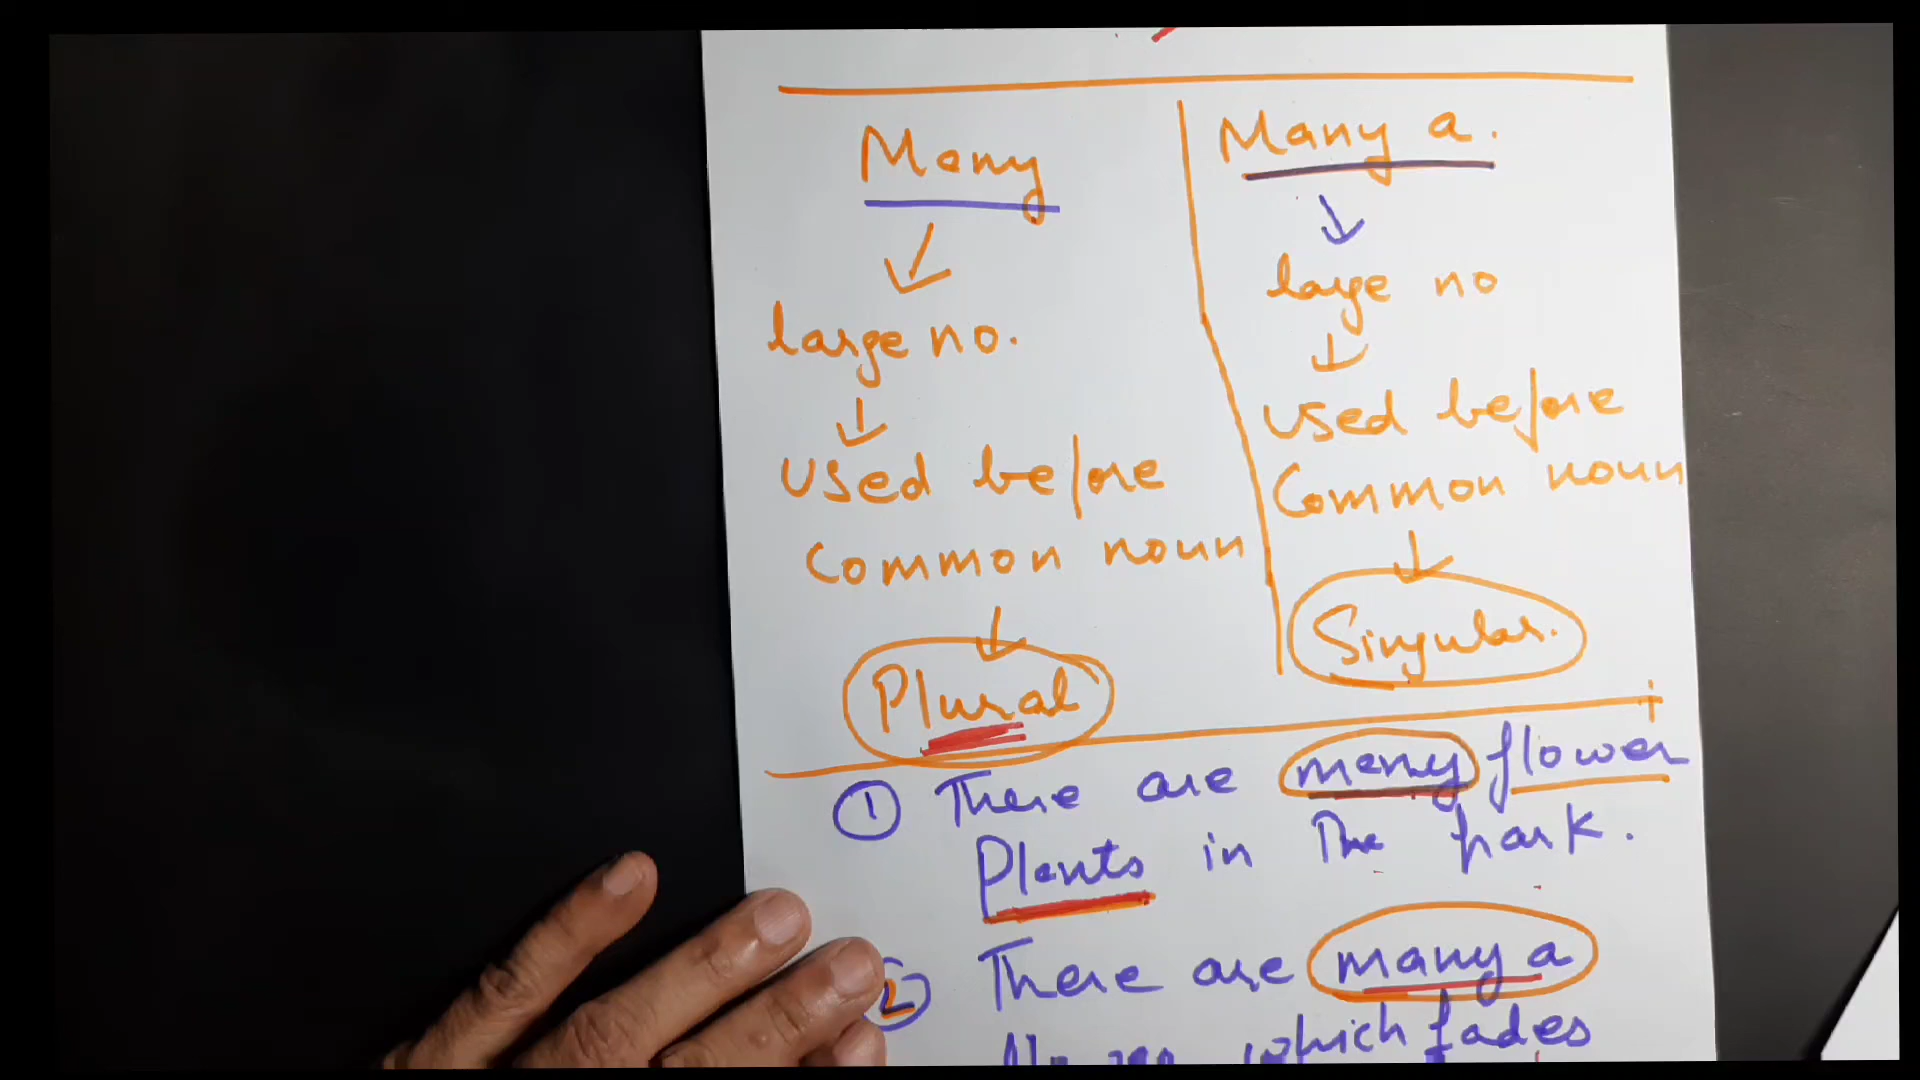 Many
large no.
Used before
Common noun
Plural
Many a.
large no
Used before
Common noun
Singular.
1 There are many flower
Plants in the park.
2 There are many a
which fades